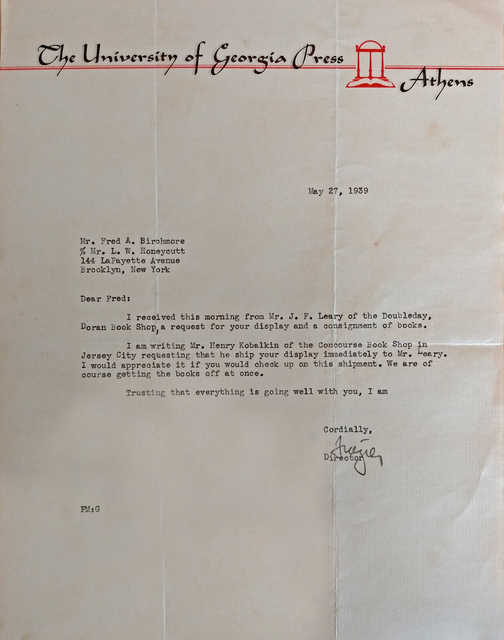 The University of Georgia Press
Athens
May 27, 1939
Mr. Fred A. Birchmore
℅ Mr. L. W. Honeycutt
144 LaFayette Avenue
Brooklyn, New York
Dear Fred:
I received this morning from Mr. J. F. Leary of the Doubleday,
Doran Book Shop, a request for your display and a consignment of books.
I am writing Mr. Henry Kotalkin of the Concourse Book Shop in
Jersey City requesting that he ship your display immediately to Mr. Leary.
I would appreciate it if you would check up on this shipment. We are of
course getting the books off at once.
Trusting that everything is going well with you, I am
Cordially,
Frazier
Director
FM:G